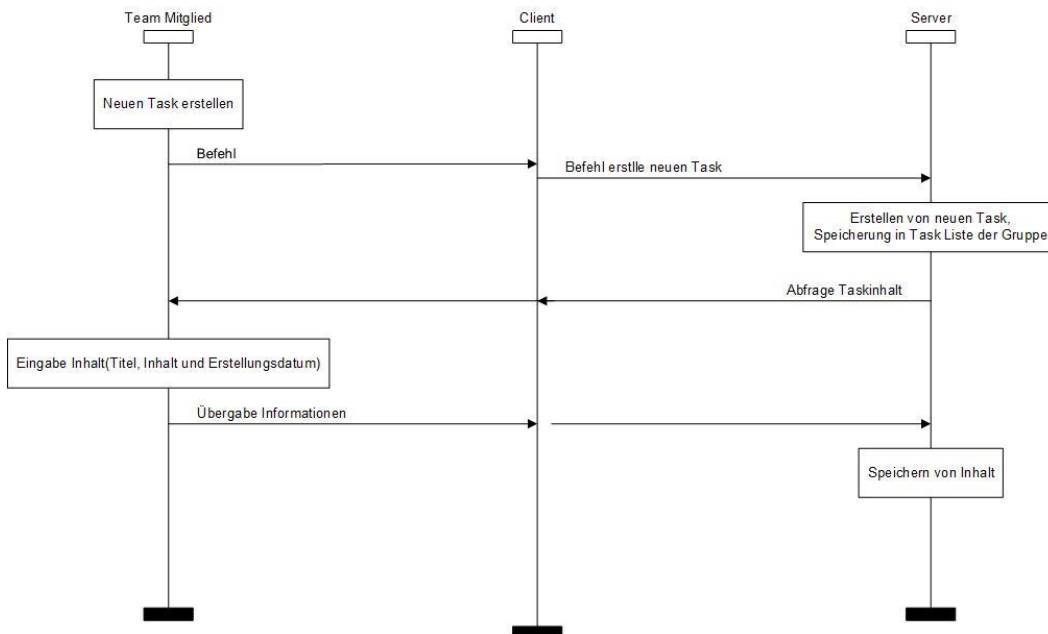 Team Mitglied
Client
Server
Neuen Task erstellen
Befehl
Befehl erstlle neuen Task
Erstellen von neuen Task,
Speicherung in Task Liste der Gruppe
Abfrage Taskinhalt
Eingabe Inhalt(Titel, Inhalt und Erstellungsdatum)
Übergabe Informationen
Speichern von Inhalt